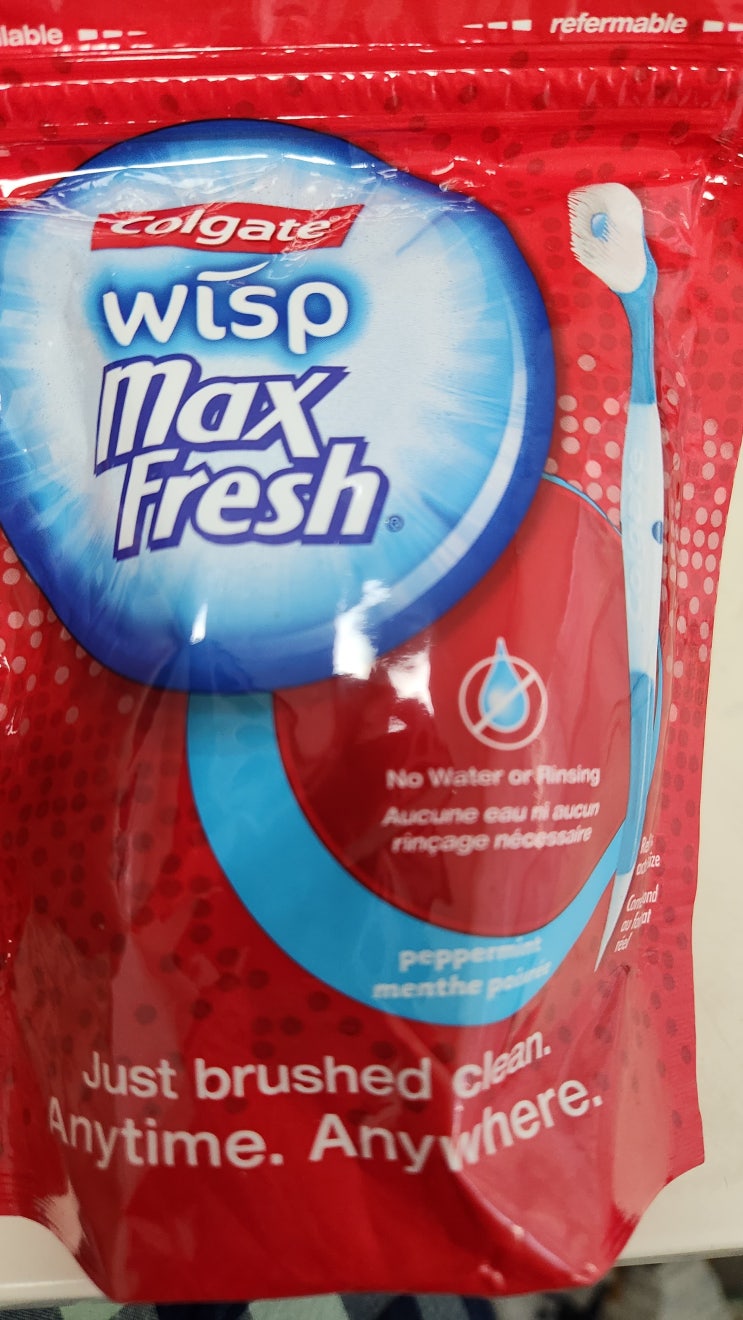 refermable
Colgate
wisp
Max
Fresh®
No Water or Rinsing
Aucune eau ni aucun
rinçage nécessaire
peppermint
menthe poivrée
Just brushed clean.
Anytime. Anywhere.